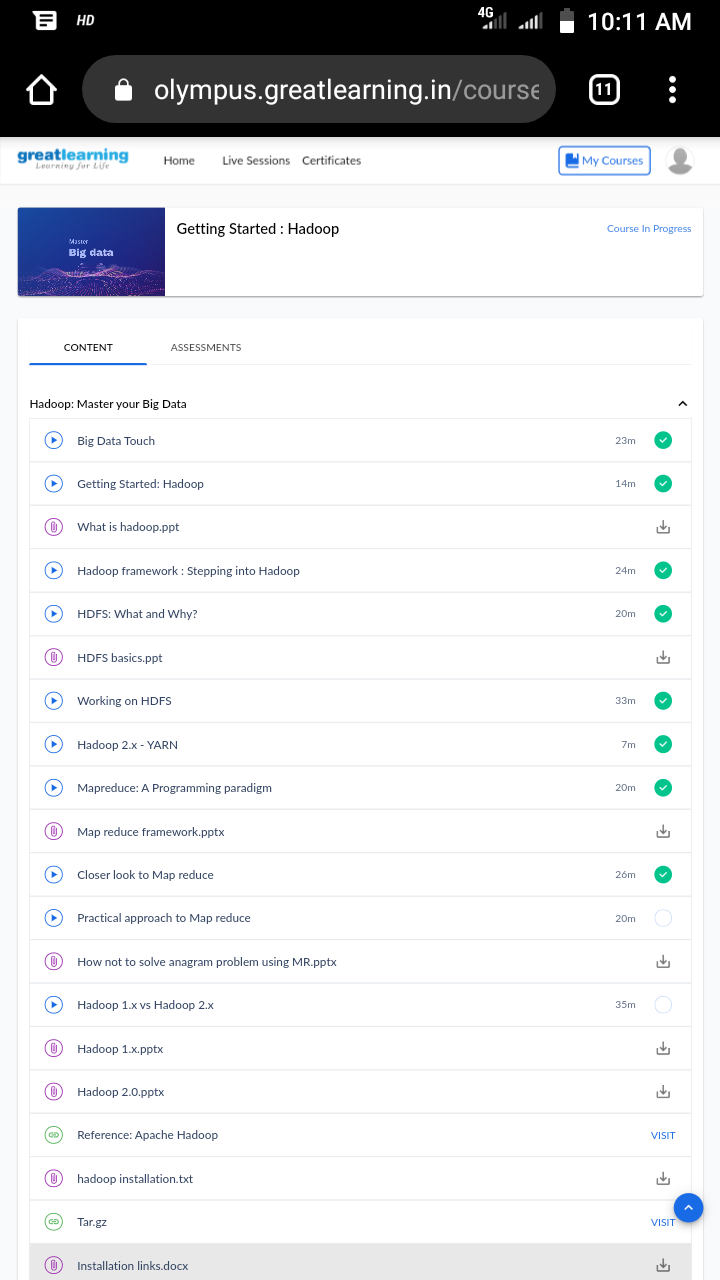 HD
4G
10:11 AM
olympus.greatlearning.in/course
11
greatlearning
Learning for Life
Home
Live Sessions
Certificates
My Courses
Master
Big data
Getting Started : Hadoop
Course In Progress
CONTENT
ASSESSMENTS
Hadoop: Master your Big Data
Big Data Touch 23m
Getting Started: Hadoop 14m
What is hadoop.ppt
Hadoop framework : Stepping into Hadoop 24m
HDFS: What and Why? 20m
HDFS basics.ppt
Working on HDFS 33m
Hadoop 2.x - YARN 7m
Mapreduce: A Programming paradigm 20m
Map reduce framework.pptx
Closer look to Map reduce 26m
Practical approach to Map reduce 20m
How not to solve anagram problem using MR.pptx
Hadoop 1.x vs Hadoop 2.x 35m
Hadoop 1.x.pptx
Hadoop 2.0.pptx
Reference: Apache Hadoop VISIT
hadoop installation.txt
Tar.gz VISIT
Installation links.docx